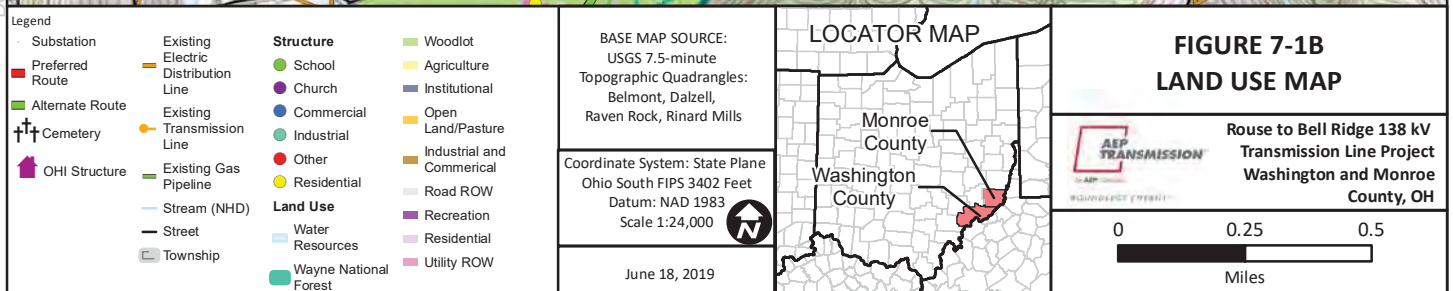 Legend
Substation
Preferred
Route
Alternate Route
Cemetery
OHI Structure
Existing
Electric
Distribution
Line
Existing
Transmission
Line
Existing Gas
Pipeline
Stream (NHD)
Street
Township
Structure
School
Church
Commercial
Industrial
Other
Residential
Land Use
Water
Resources
Wayne National
Forest
Woodlot
Agriculture
Institutional
Open
Land/Pasture
Industrial and
Commerical
Road ROW
Recreation
Residential
Utility ROW
BASE MAP SOURCE:
USGS 7.5-minute
Topographic Quadrangles:
Belmont, Dalzell,
Raven Rock, Rinard Mills
Coordinate System: State Plane
Ohio South FIPS 3402 Feet
Datum: NAD 1983
Scale 1:24,000
N
June 18, 2019
LOCATOR MAP
Monroe
County
Washington
County
FIGURE 7-1B
LAND USE MAP
AEP
TRANSMISSION
Rouse to Bell Ridge 138 kV
Transmission Line Project
Washington and Monroe
County, OH
0 0.25 0.5
Miles